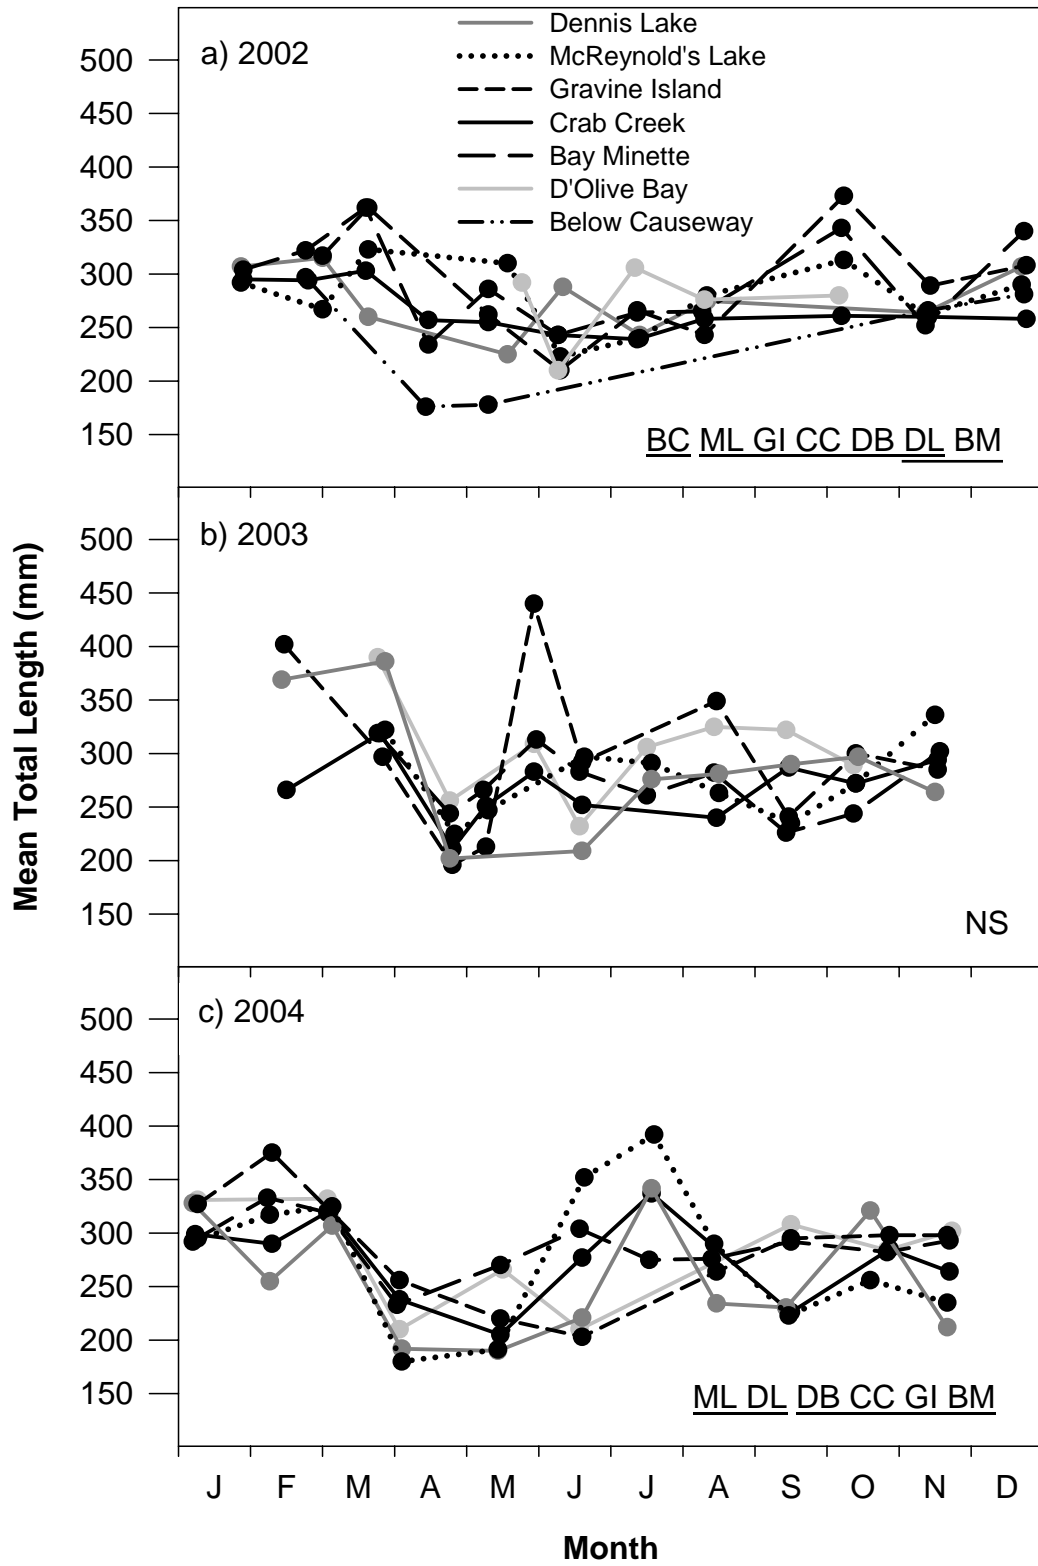 a) 2002
Dennis Lake
McReynold's Lake
Gravine Island
Crab Creek
Bay Minette
D'Olive Bay
Below Causeway
500
450
400
350
300
250
200
150
BC ML GI CC DB DL BM
b) 2003
500
450
400
350
300
250
200
150
NS
Mean Total Length (mm)
c) 2004
500
450
400
350
300
250
200
150
ML DL DB CC GI BM
J F M A M J J A S O N D
Month